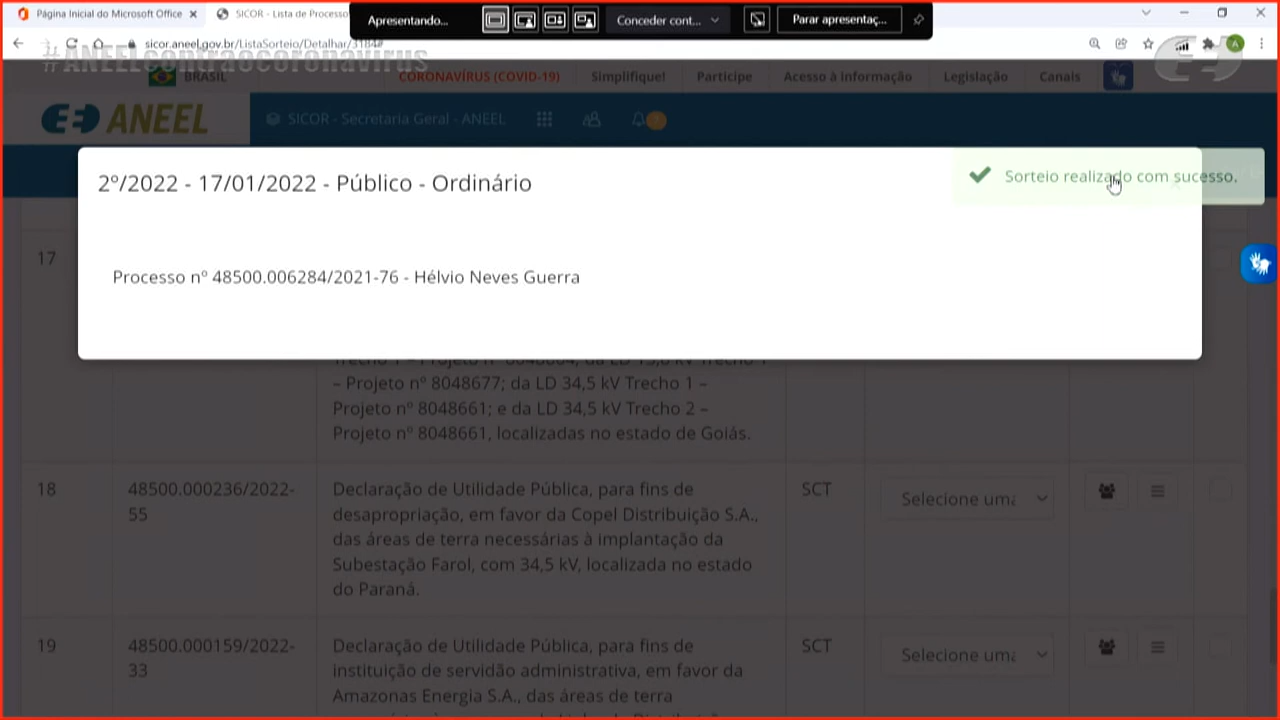 Página Inicial do Microsoft Office
SICOR - Lista de Processo
Apresentando...
Conceder cont...
Parar apresentaç...
sicor.aneel.gov.br/ListaSorteio/Detalhar/3184#
#ANEELcontraocoronavírus
BRASIL
CORONAVÍRUS (COVID-19)
Simplifique!
Participe
Acesso à informação
Legislação
Canais
ANEEL
SICOR - Secretaria Geral - ANEEL
2º/2022 - 17/01/2022 - Público - Ordinário
Sorteio realizado com sucesso.
17
Processo nº 48500.006284/2021-76 - Hélvio Neves Guerra
– Projeto nº 8048677; da LD 34,5 kV Trecho 1 –
Projeto nº 8048661; e da LD 34,5 kV Trecho 2 –
Projeto nº 8048661, localizadas no estado de Goiás.
18
48500.000236/2022-
55
Declaração de Utilidade Pública, para fins de
desapropriação, em favor da Copel Distribuição S.A.,
das áreas de terra necessárias à implantação da
Subestação Farol, com 34,5 kV, localizada no estado
do Paraná.
SCT
Selecione uma
19
48500.000159/2022-
33
Declaração de Utilidade Pública, para fins de
instituição de servidão administrativa, em favor da
Amazonas Energia S.A., das áreas de terra
SCT
Selecione uma